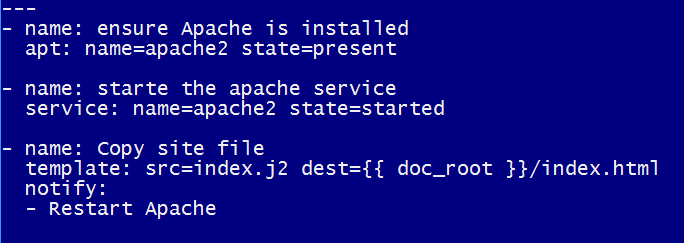 ---
- name: ensure Apache is installed
  apt: name=apache2 state=present

- name: starte the apache service
  service: name=apache2 state=started

- name: Copy site file
  template: src=index.j2 dest={{ doc_root }}/index.html
  notify:
  - Restart Apache